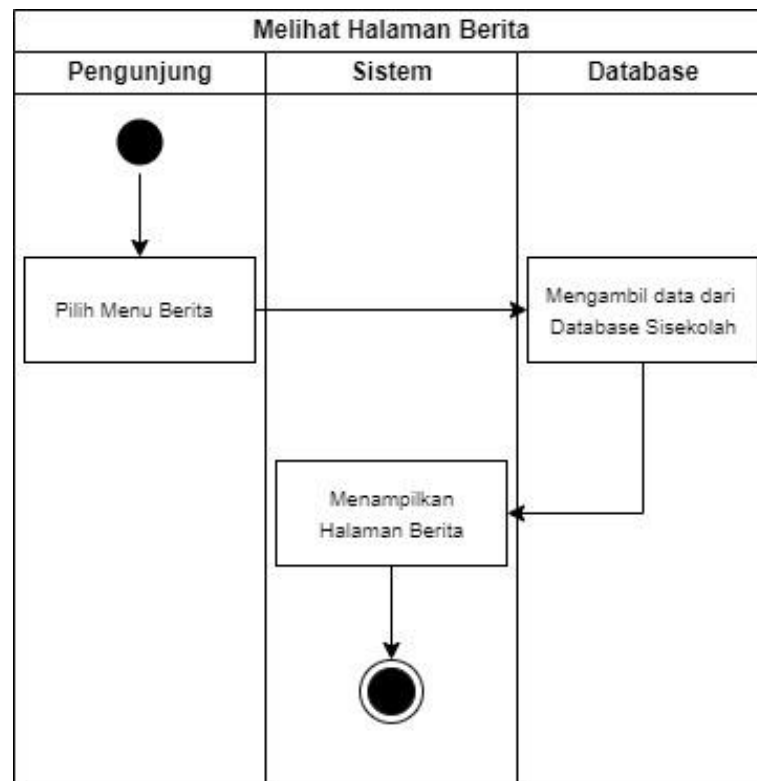 Melihat Halaman Berita
Pengunjung
Sistem
Database
Pilih Menu Berita
Mengambil data dari
Database Sisekolah
Menampilkan
Halaman Berita